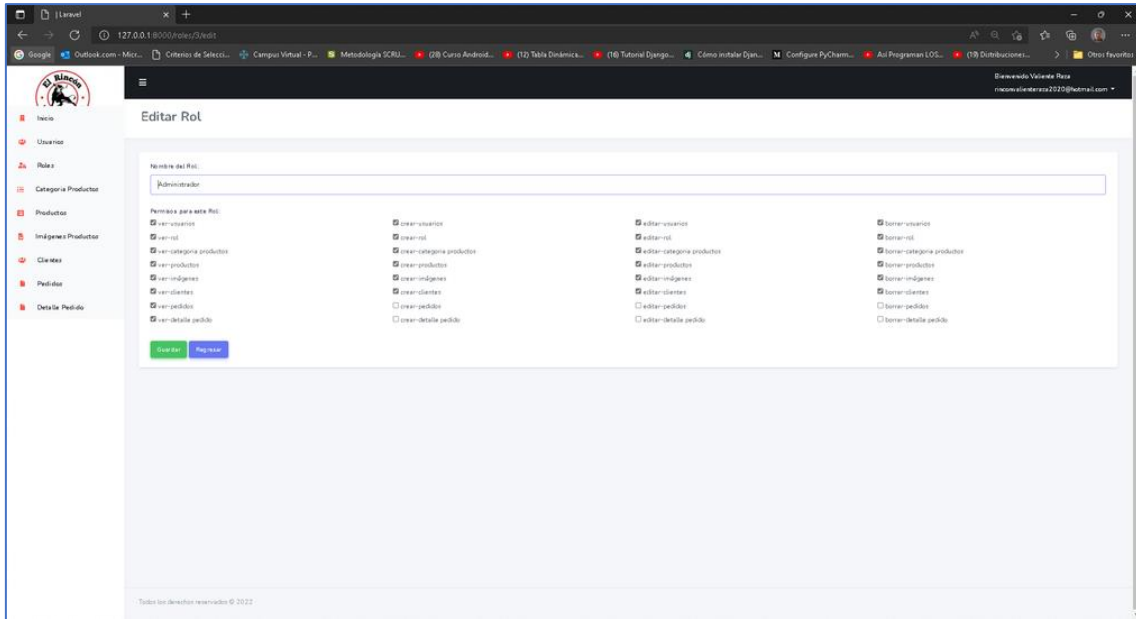 | Laravel
127.0.0.1:8000/roles/3/edit
Google
Outlook.com - Micr...
Criterios de Selecci...
Campus Virtual - P...
Metodología SCRU...
(28) Curso Android...
(12) Tabla Dinámica...
(16) Tutorial Django...
Cómo instalar Djan...
Configure PyCharm...
Así Programan LOS...
(19) Distribuciones...
Otros favoritos
El Rincón
Bienvenido Valiente Raza
rinconvalienteraza2020@hotmail.com
Inicio
Usuarios
Roles
Categoria Productos
Productos
Imágenes Productos
Clientes
Pedidos
Detalle Pedido
Editar Rol
Nombre del Rol:
Administrador
Permisos para este Rol:
ver-usuarios crear-usuarios editar-usuarios borrar-usuarios
ver-rol crear-rol editar-rol borrar-rol
ver-categoria productos crear-categoria productos editar-categoria productos borrar-categoria productos
ver-productos crear-productos editar-productos borrar-productos
ver-imágenes crear-imágenes editar-imágenes borrar-imágenes
ver-clientes crear-clientes editar-clientes borrar-clientes
ver-pedidos crear-pedidos editar-pedidos borrar-pedidos
ver-detalle pedido crear-detalle pedido editar-detalle pedido borrar-detalle pedido
Guardar Regresar
Todos los derechos reservados © 2022